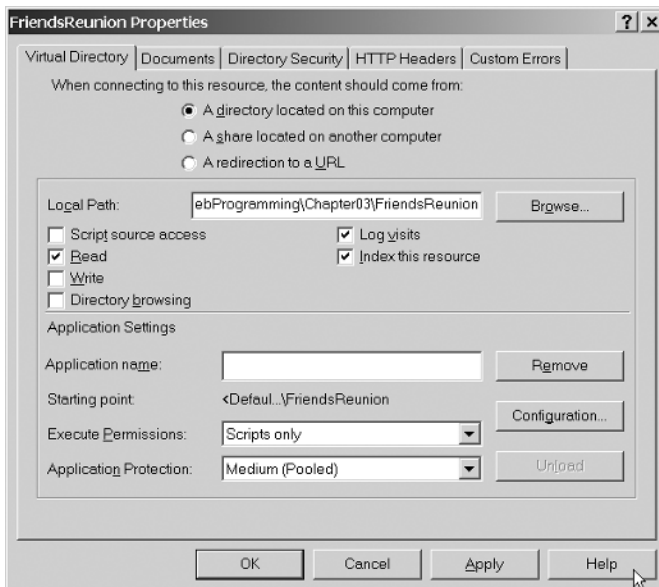 FriendsReunion Properties
Virtual Directory Documents Directory Security HTTP Headers Custom Errors
When connecting to this resource, the content should come from:
A directory located on this computer
A share located on another computer
A redirection to a URL
Local Path: ebProgramming\Chapter03\FriendsReunion Browse...
Script source access Log visits
Read Index this resource
Write
Directory browsing
Application Settings
Application name: Remove
Starting point: <Defaul...\FriendsReunion
Configuration...
Execute Permissions: Scripts only
Application Protection: Medium (Pooled) Unload
OK Cancel Apply Help